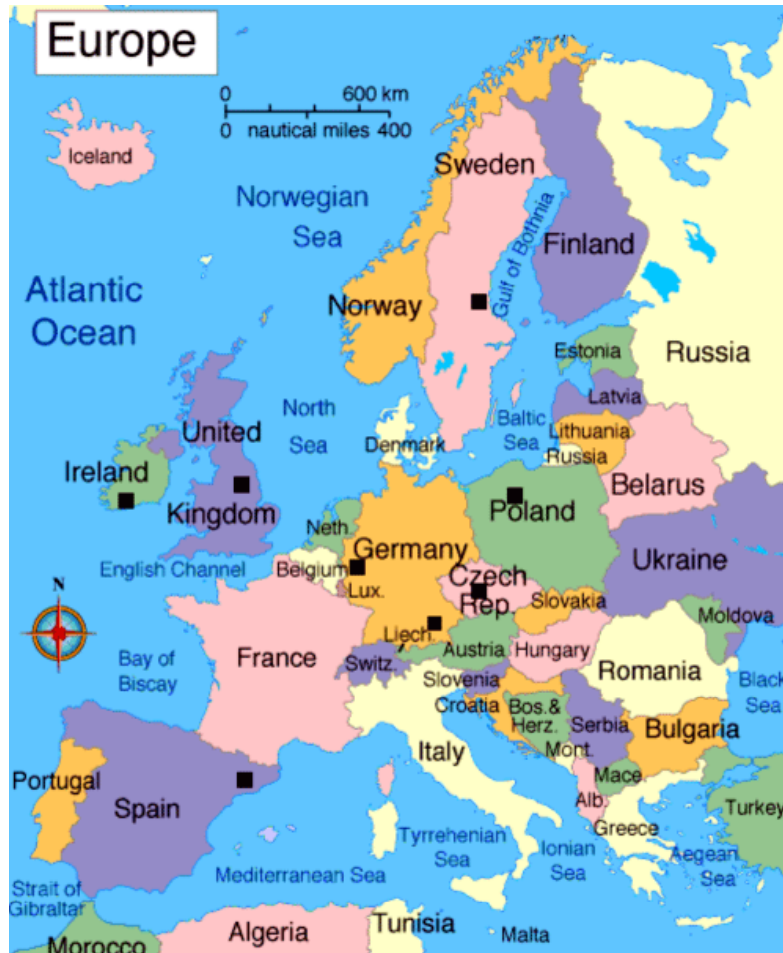 Europe
0 600 km
0 nautical miles 400
Iceland
Sweden
Norwegian
Sea
Gulf of Bothnia
Finland
Atlantic
Ocean
Norway
Estonia
Russia
Latvia
North
Sea
Baltic
Sea
United
Kingdom
Denmark
Lithuania
Russia
Ireland
Belarus
Poland
Neth.
Germany
Ukraine
English Channel
Belgium
Lux.
Czech
Rep.
Slovakia
N
Moldova
Liech.
Austria
Hungary
Bay of
Biscay
France
Switz.
Romania
Slovenia
Croatia
Black
Sea
Bos.&
Herz.
Serbia
Bulgaria
Italy
Mont.
Portugal
Spain
Mace
Alb.
Turkey
Greece
Tyrrehenian
Sea
Ionian
Sea
Aegean
Sea
Mediterranean Sea
Strait of
Gibraltar
Algeria
Tunisia
Malta
Morocco